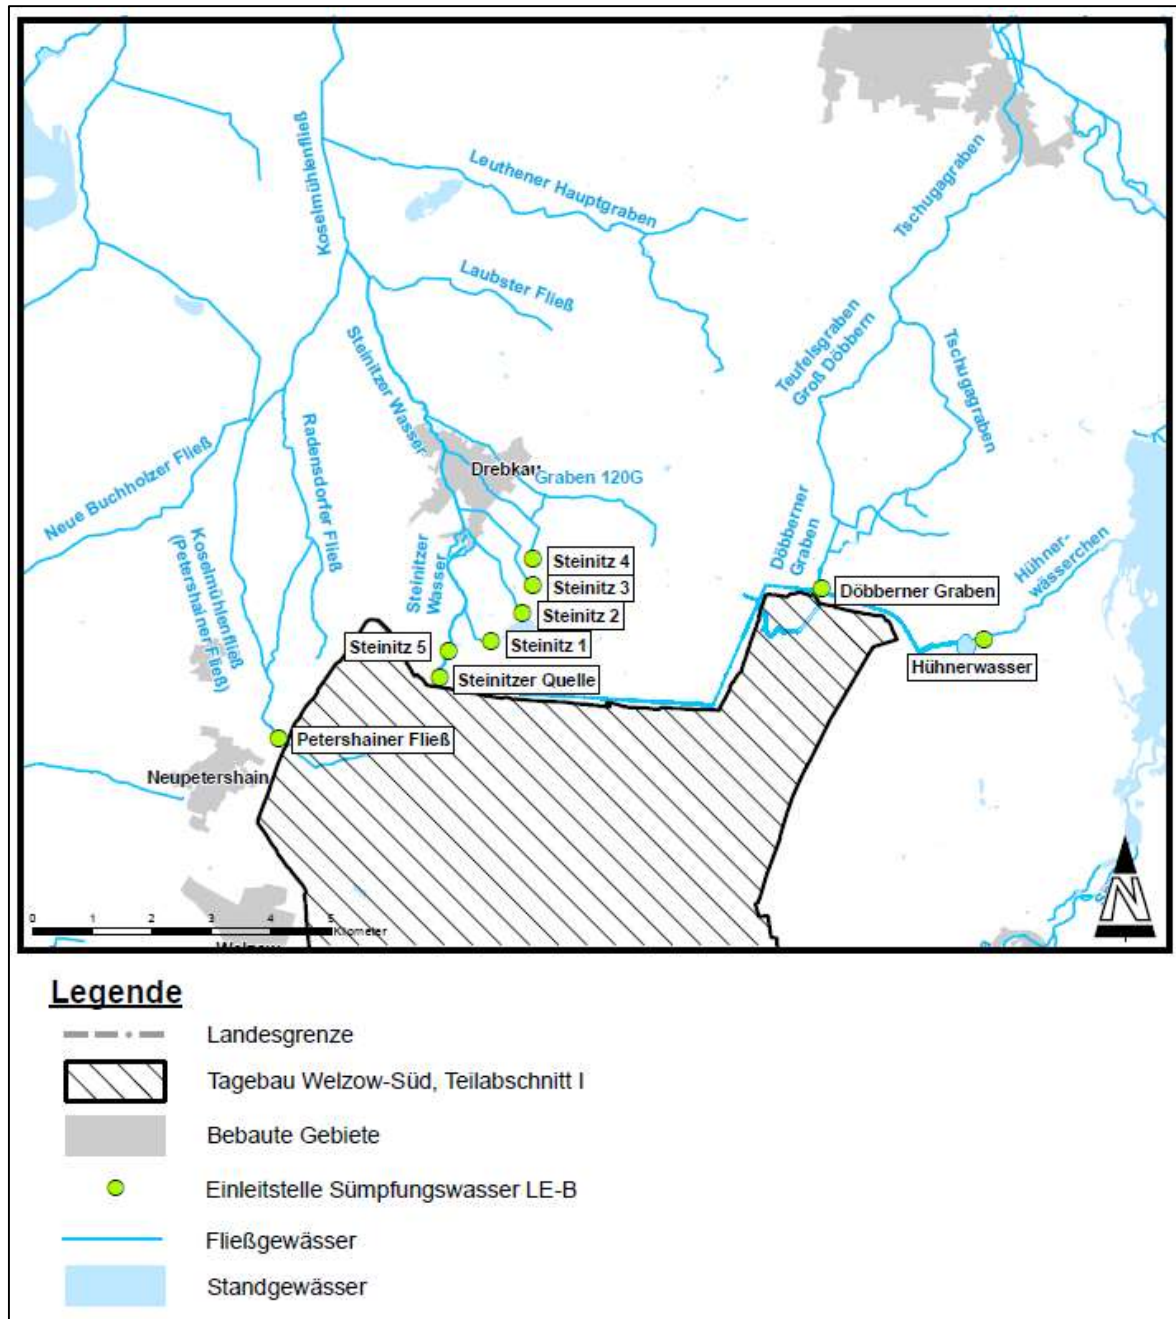 Koselmühlenfließ
Leuthener Hauptgraben
Tschugagraben
Laubster Fließ
Steinitzer Wasser
Teufelsgraben
Groß Döbbern
Tschugagraben
Neue Buchholzer Fließ
Radensdorfer Fließ
Drebkau
Graben 120G
Koselmühlenfließ
(Petershainer Fließ)
Steinitzer
Wasser
Döbberner
Graben
Hühner-
wässerchen
Steinitz 4
Steinitz 3
Steinitz 2
Steinitz 1
Steinitz 5
Steinitzer Quelle
Döbberner Graben
Hühnerwasser
Petershainer Fließ
Neupetershain
Welzow
0 1 2 3 4 5
Kilometer
N
Legende
Landesgrenze
Tagebau Welzow-Süd, Teilabschnitt I
Bebaute Gebiete
Einleitstelle Sümpfungswasser LE-B
Fließgewässer
Standgewässer